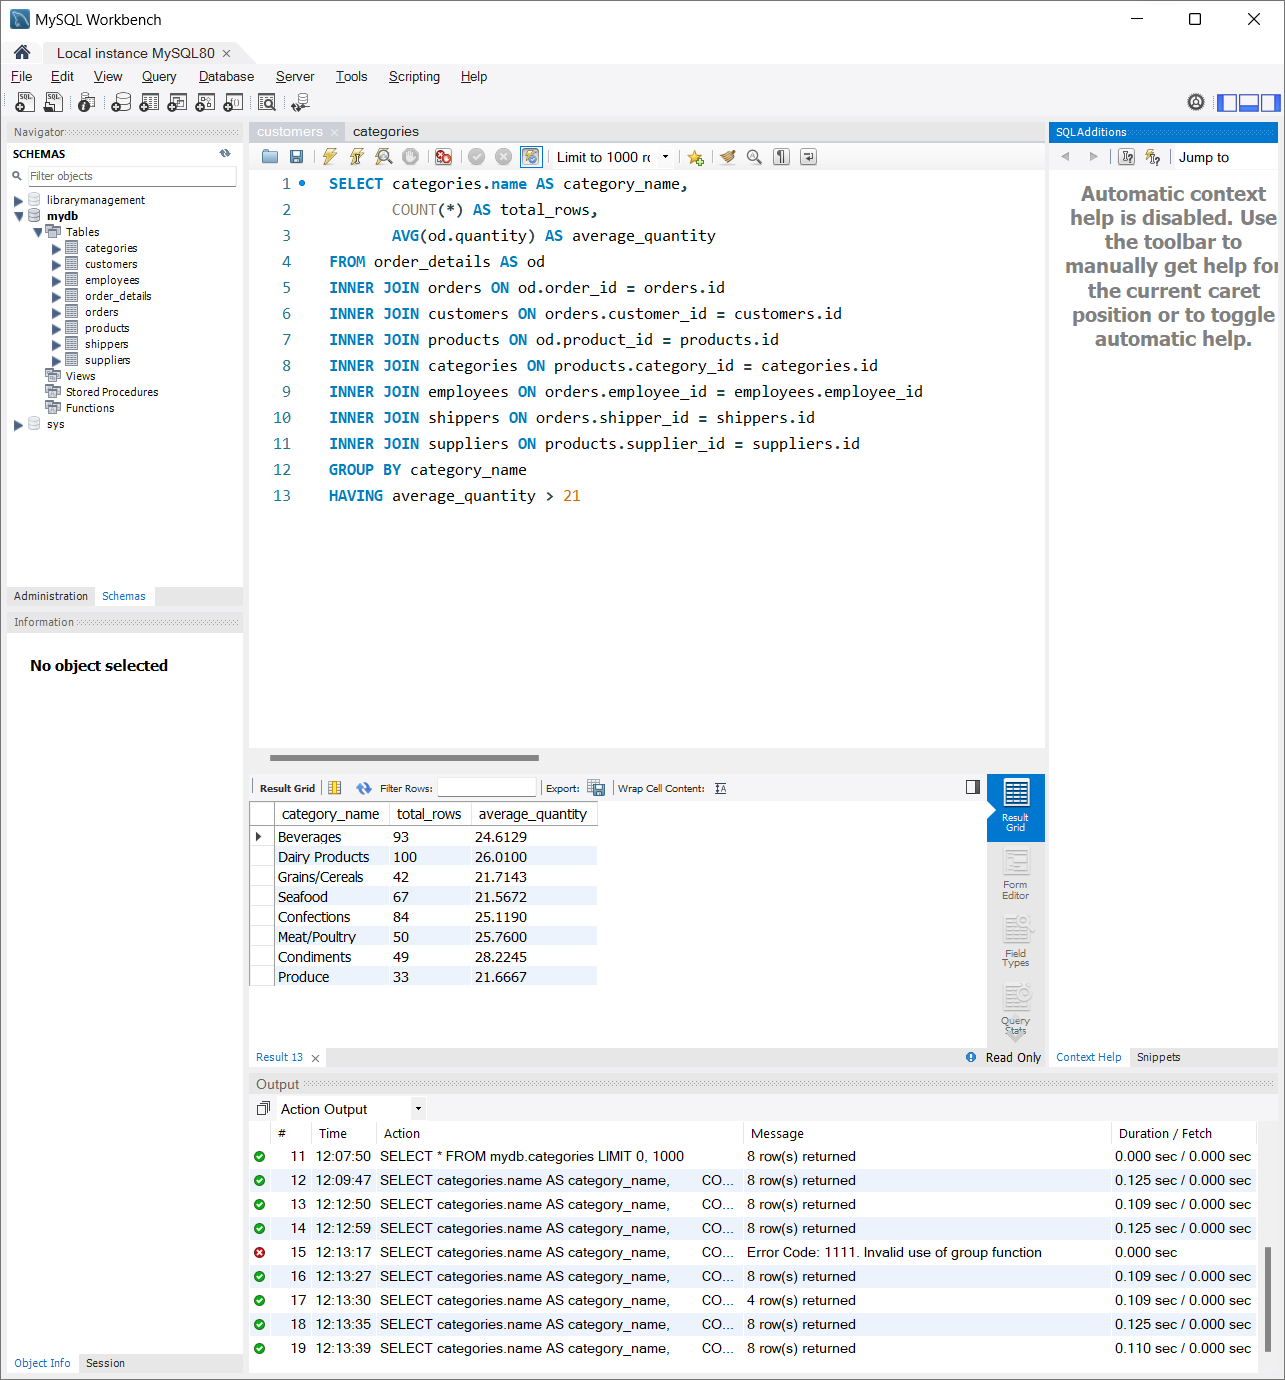 MySQL Workbench
Local instance MySQL80
File Edit View Query Database Server Tools Scripting Help
Navigator
SCHEMAS
Filter objects
librarymanagement
mydb
Tables
categories
customers
employees
order_details
orders
products
shippers
suppliers
Views
Stored Procedures
Functions
sys
Administration Schemas
Information
No object selected
Object Info Session
customers categories
Limit to 1000 r
1 SELECT categories.name AS category_name,
2 COUNT(*) AS total_rows,
3 AVG(od.quantity) AS average_quantity
4 FROM order_details AS od
5 INNER JOIN orders ON od.order_id = orders.id
6 INNER JOIN customers ON orders.customer_id = customers.id
7 INNER JOIN products ON od.product_id = products.id
8 INNER JOIN categories ON products.category_id = categories.id
9 INNER JOIN employees ON orders.employee_id = employees.employee_id
10 INNER JOIN shippers ON orders.shipper_id = shippers.id
11 INNER JOIN suppliers ON products.supplier_id = suppliers.id
12 GROUP BY category_name
13 HAVING average_quantity > 21
Result Grid Filter Rows: Export: Wrap Cell Content:
category_name total_rows average_quantity
Beverages 93 24.6129
Dairy Products 100 26.0100
Grains/Cereals 42 21.7143
Seafood 67 21.5672
Confections 84 25.1190
Meat/Poultry 50 25.7600
Condiments 49 28.2245
Produce 33 21.6667
Result Grid
Form Editor
Field Types
Query Stats
Result 13 Read Only
SQLAdditions
Jump to
Automatic context
help is disabled. Use
the toolbar to
manually get help for
the current caret
position or to toggle
automatic help.
Context Help Snippets
Output
Action Output
# Time Action Message Duration / Fetch
11 12:07:50 SELECT * FROM mydb.categories LIMIT 0, 1000 8 row(s) returned 0.000 sec / 0.000 sec
12 12:09:47 SELECT categories.name AS category_name, CO... 8 row(s) returned 0.125 sec / 0.000 sec
13 12:12:50 SELECT categories.name AS category_name, CO... 8 row(s) returned 0.109 sec / 0.000 sec
14 12:12:59 SELECT categories.name AS category_name, CO... 8 row(s) returned 0.125 sec / 0.000 sec
15 12:13:17 SELECT categories.name AS category_name, CO... Error Code: 1111. Invalid use of group function 0.000 sec
16 12:13:27 SELECT categories.name AS category_name, CO... 8 row(s) returned 0.109 sec / 0.000 sec
17 12:13:30 SELECT categories.name AS category_name, CO... 4 row(s) returned 0.109 sec / 0.000 sec
18 12:13:35 SELECT categories.name AS category_name, CO... 8 row(s) returned 0.125 sec / 0.000 sec
19 12:13:39 SELECT categories.name AS category_name, CO... 8 row(s) returned 0.110 sec / 0.000 sec